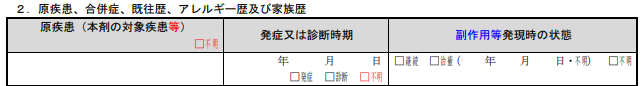 ２．原疾患、合併症、既往歴、アレルギー歴及び家族歴
原疾患（本剤の対象疾患等）
□不明
発症又は診断時期
副作用等発現時の状態
年　　月　　日
□発症　□診断　□不明
□継続　□治癒（　　年　　月　　日・不明）　□不明